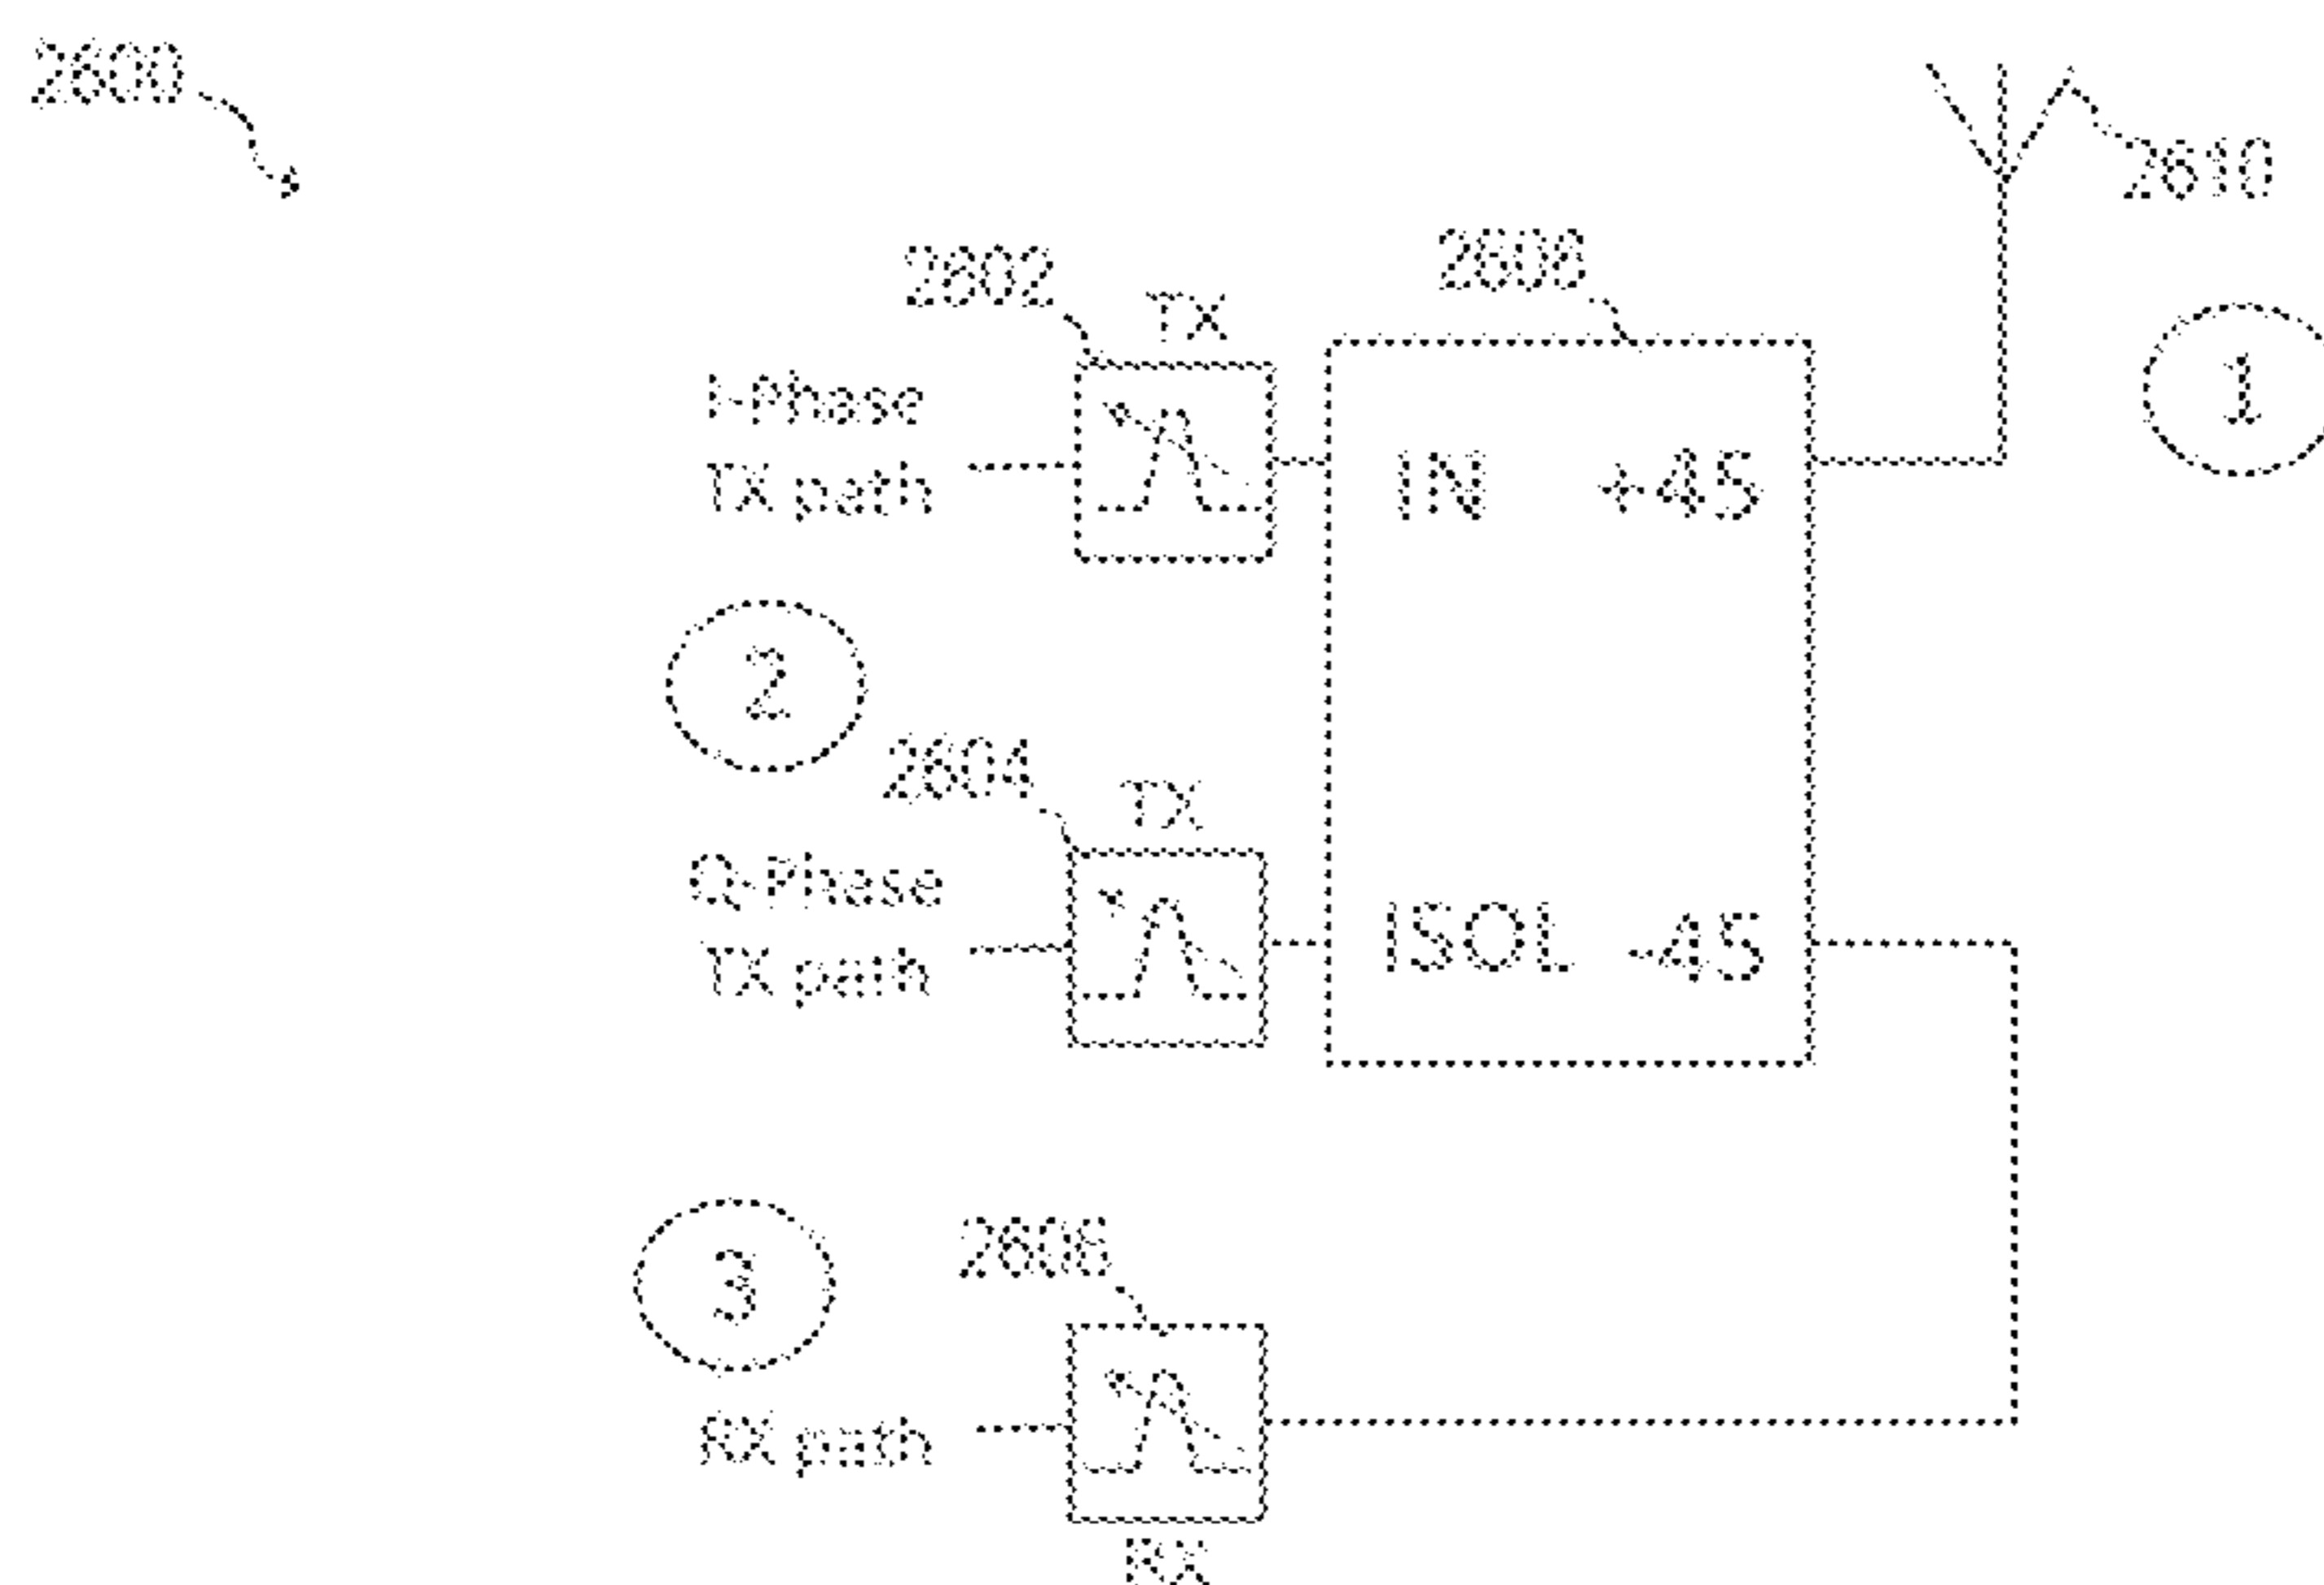 2600
2610
2602
TX
2608
1
I-Phase
TX path
IN +45
2
2604
TX
Q-Phase
TX path
ISOL -45
3
2606
RX path
RX